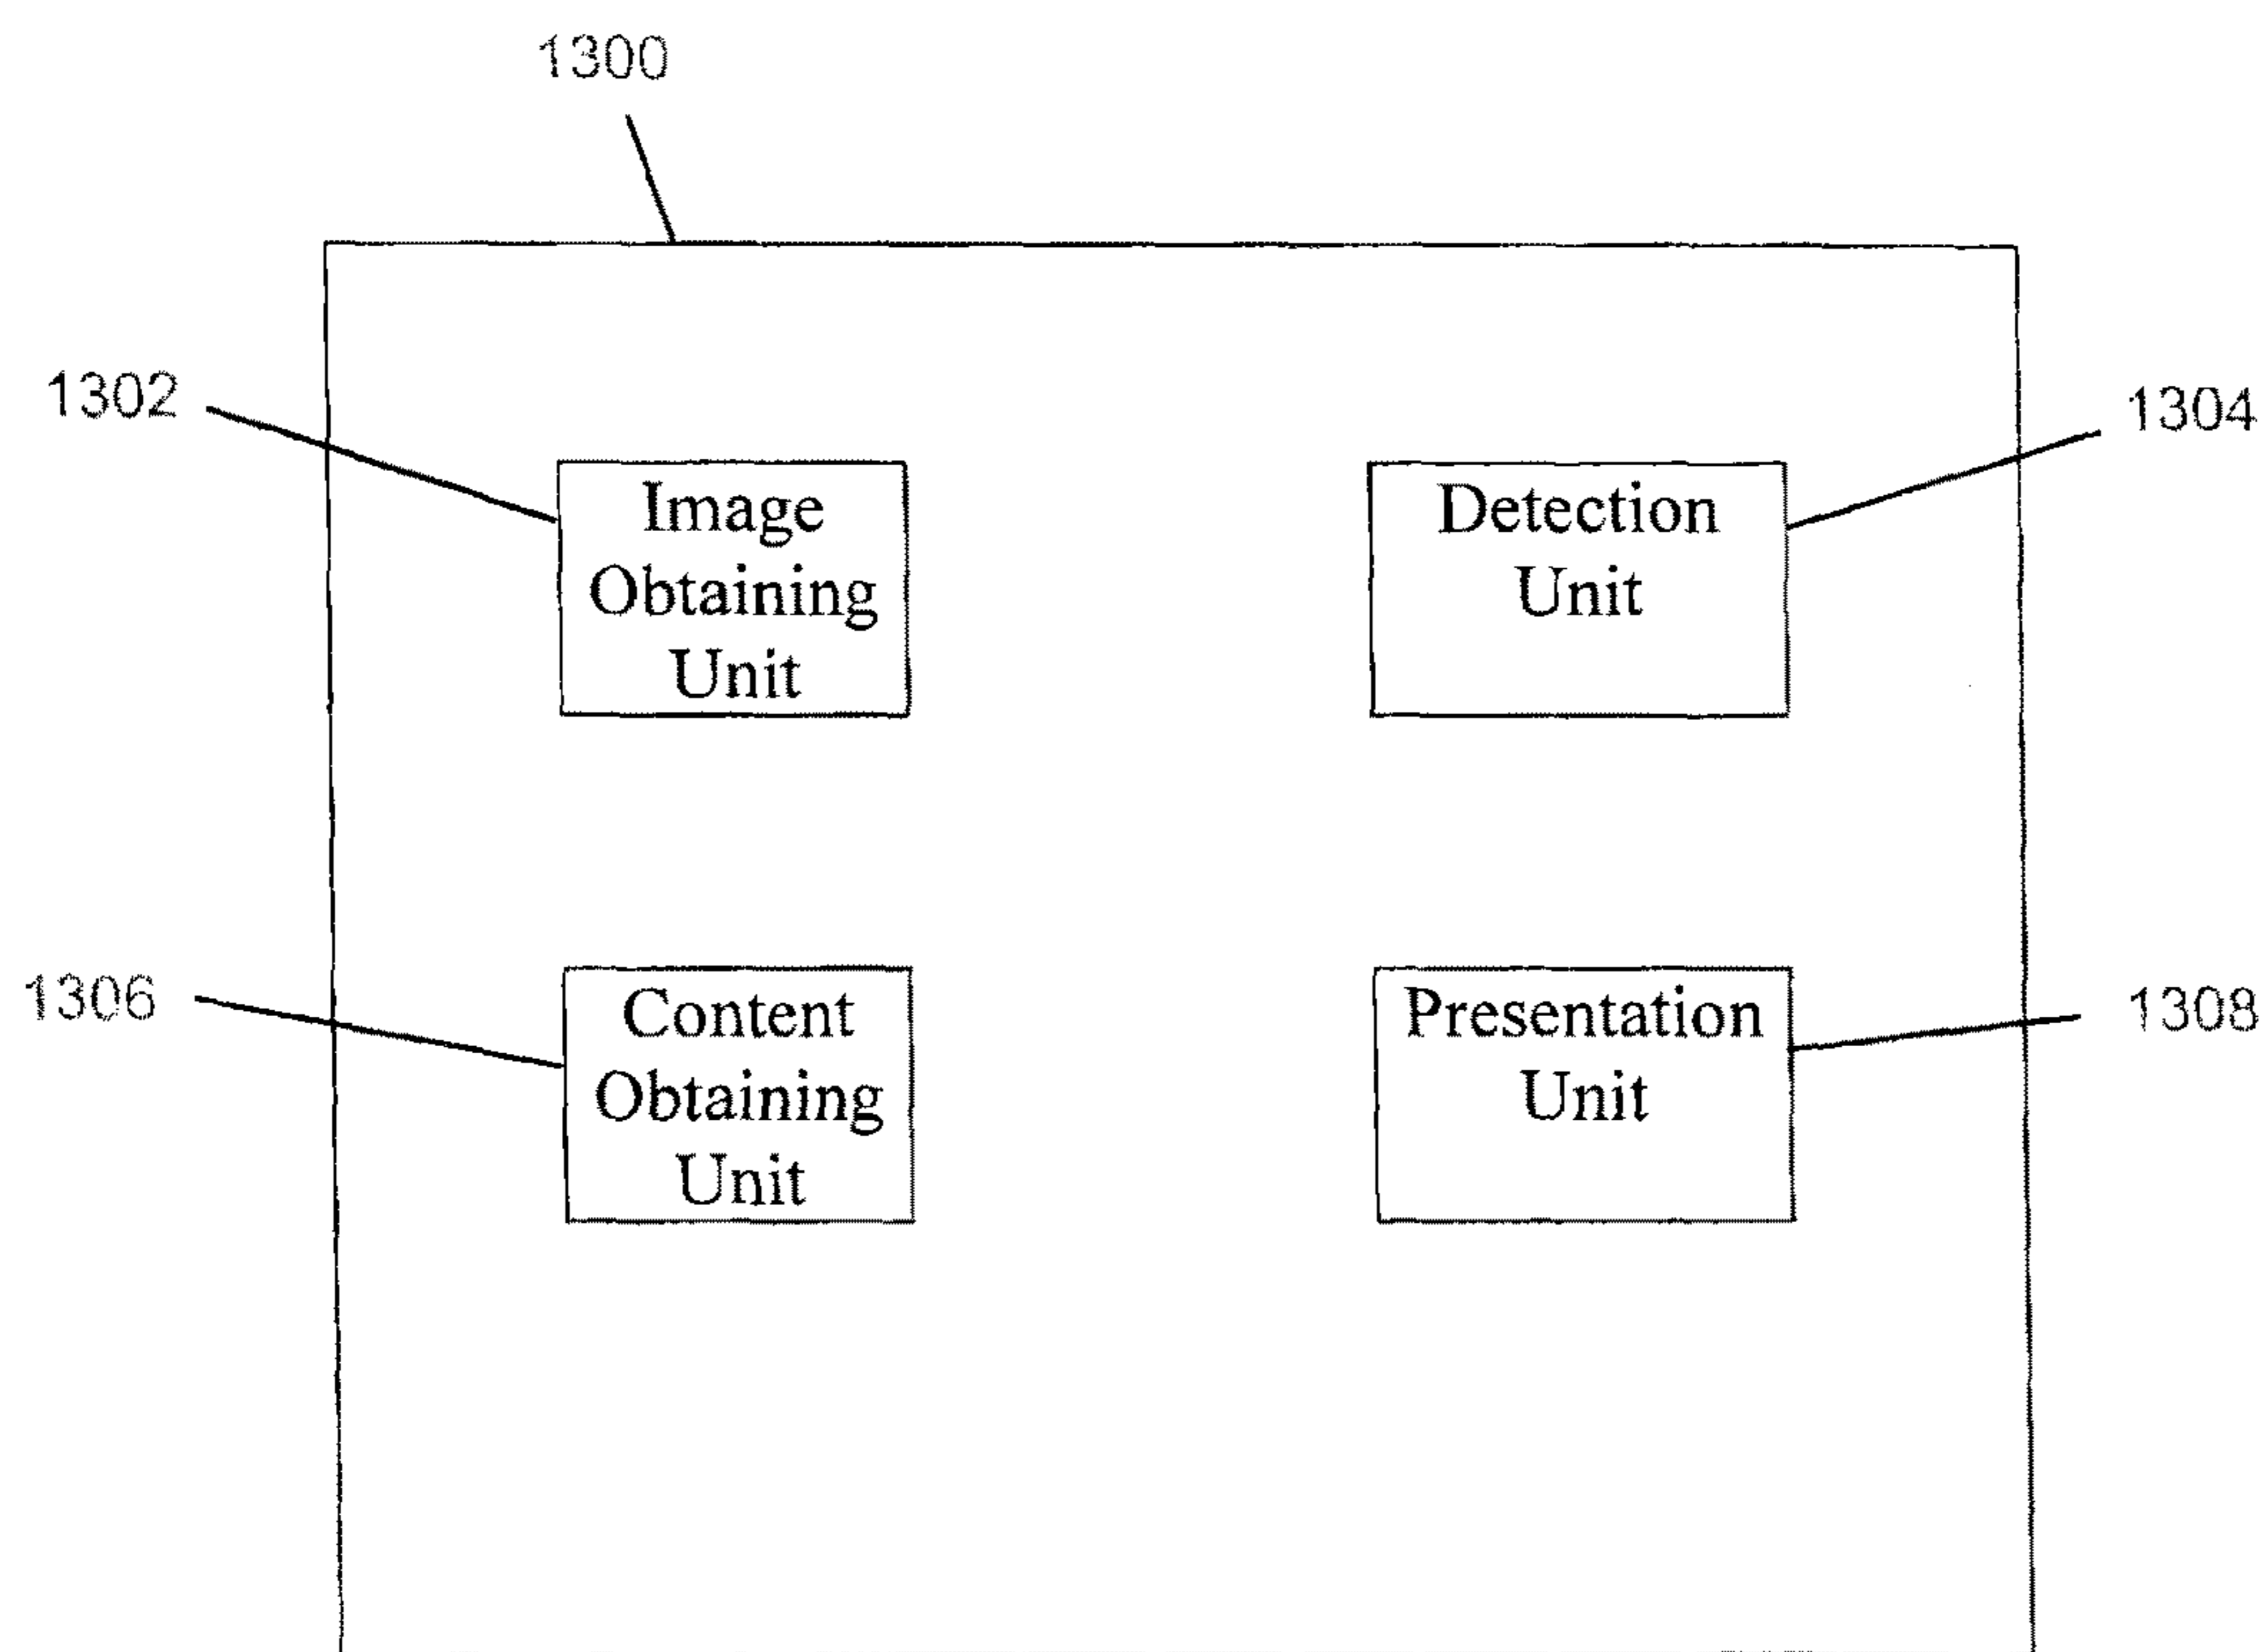 1300
1302
1304
Image
Obtaining
Unit
Detection
Unit
1306
1308
Content
Obtaining
Unit
Presentation
Unit